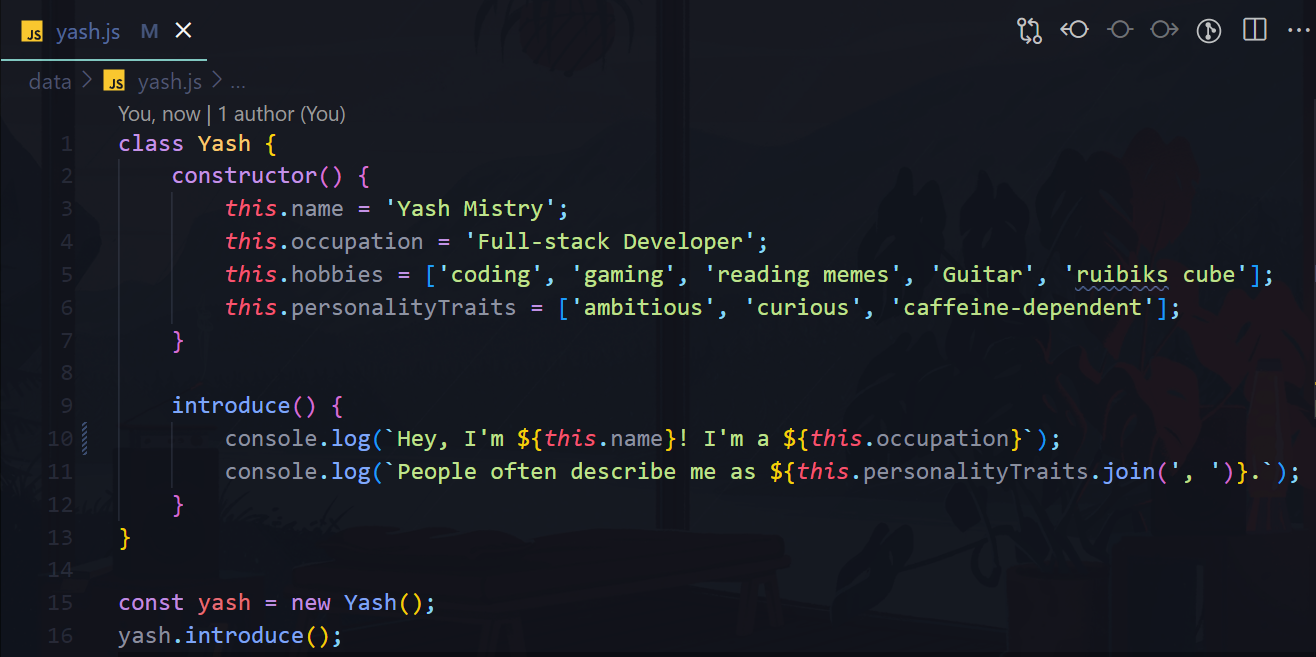 JS yash.js M
data > JS yash.js > ...
You, now | 1 author (You)
1 class Yash {
2     constructor() {
3         this.name = 'Yash Mistry';
4         this.occupation = 'Full-stack Developer';
5         this.hobbies = ['coding', 'gaming', 'reading memes', 'Guitar', 'ruibiks cube'];
6         this.personalityTraits = ['ambitious', 'curious', 'caffeine-dependent'];
7     }
8
9     introduce() {
10         console.log(`Hey, I'm ${this.name}! I'm a ${this.occupation}`);
11         console.log(`People often describe me as ${this.personalityTraits.join(', ')}.`);
12     }
13 }
14
15 const yash = new Yash();
16 yash.introduce();